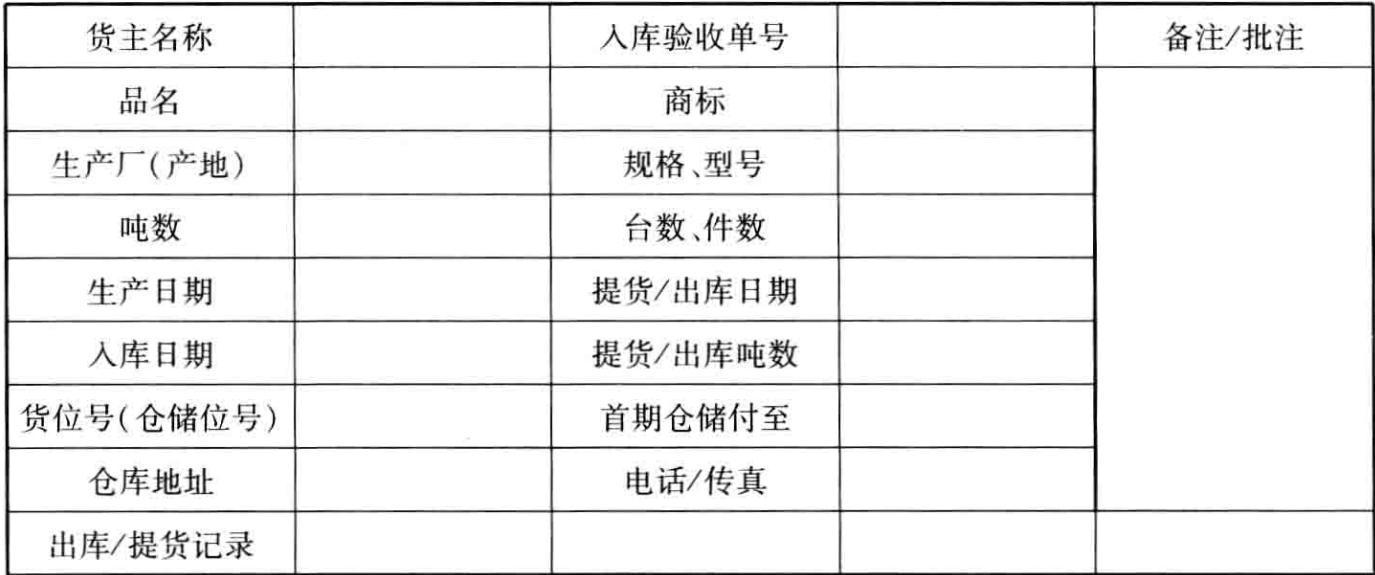 货主名称 入库验收单号 备注/批注
品名 商标
生产厂(产地) 规格、型号
吨数 台数、件数
生产日期 提货/出库日期
入库日期 提货/出库吨数
货位号(仓储位号) 首期仓储付至
仓库地址 电话/传真
出库/提货记录